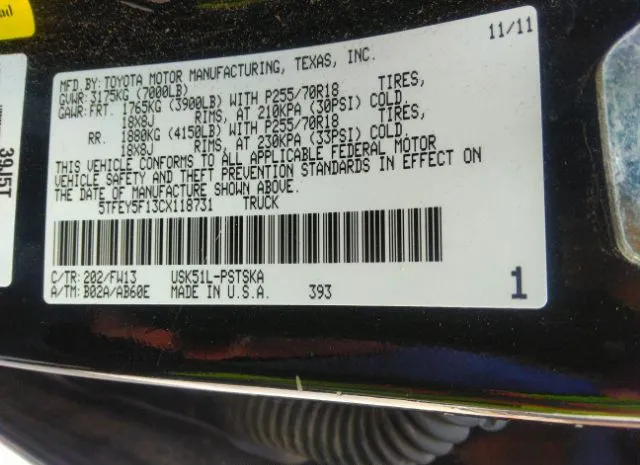 ad
11/11
MFD.BY: TOYOTA MOTOR MANUFACTURING, TEXAS, INC.
GVWR: 3175KG (7000LB)
GAWR: FRT. 1765KG (3900LB) WITH P255/70R18 TIRES,
18X8J RIMS, AT 210KPA (30PSI) COLD.
RR. 1880KG (4150LB) WITH P255/70R18 TIRES,
18X8J RIMS, AT 230KPA (33PSI) COLD.
THIS VEHICLE CONFORMS TO ALL APPLICABLE FEDERAL MOTOR
VEHICLE SAFETY AND THEFT PREVENTION STANDARDS IN EFFECT ON
THE DATE OF MANUFACTURE SHOWN ABOVE.
5TFEY5F13CX118731 TRUCK
C/TR: 202/FW13 USK51L-PSTSKA
A/TM: B02A/AB60E MADE IN U.S.A. 393
1
39J5T